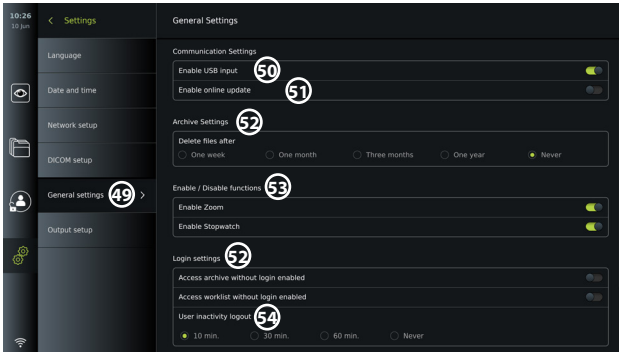 10:26
10 Jun
Settings
General Settings
Language
Date and time
Network setup
DICOM setup
General settings 49
Output setup
Communication Settings
Enable USB input 50
Enable online update 51
Archive Settings 52
Delete files after
One week One month Three months One year Never
Enable / Disable functions 53
Enable Zoom
Enable Stopwatch
Login settings 52
Access archive without login enabled
Access worklist without login enabled
User inactivity logout 54
10 min. 30 min. 60 min. Never